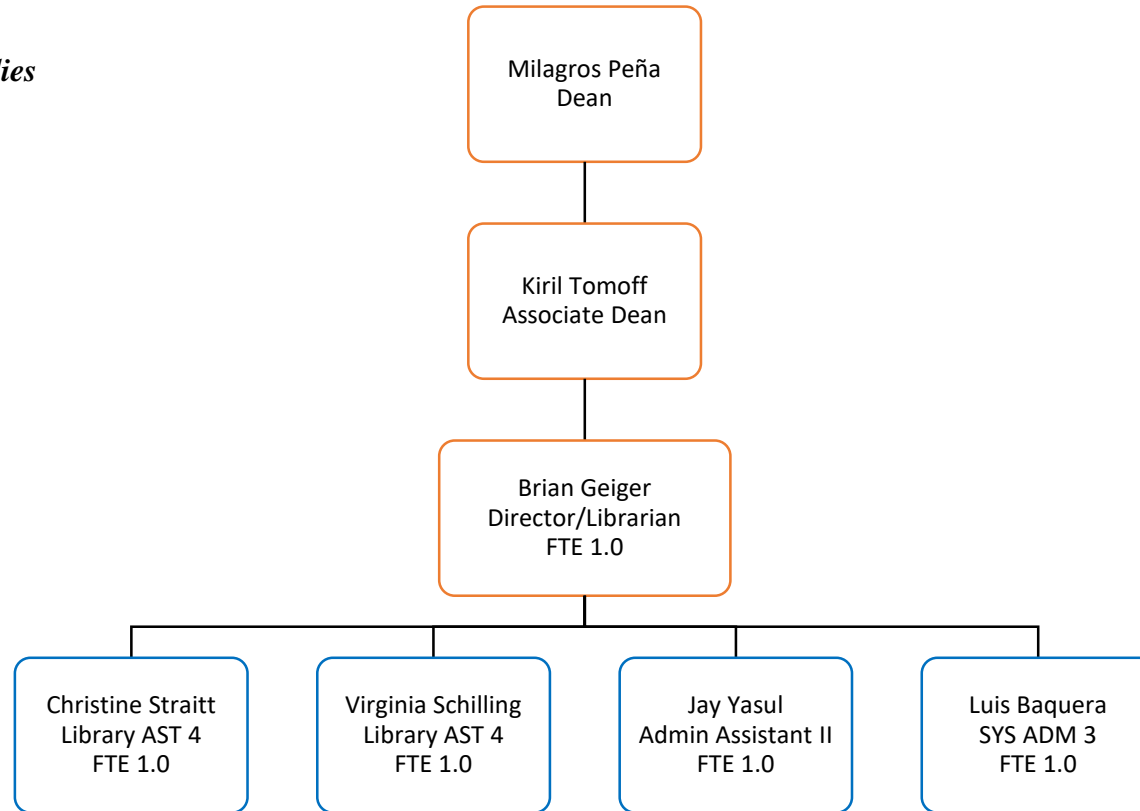 Milagros Peña
Dean
Kiril Tomoff
Associate Dean
Brian Geiger
Director/Librarian
FTE 1.0
Christine Straitt
Library AST 4
FTE 1.0
Virginia Schilling
Library AST 4
FTE 1.0
Jay Yasul
Admin Assistant II
FTE 1.0
Luis Baquera
SYS ADM 3
FTE 1.0